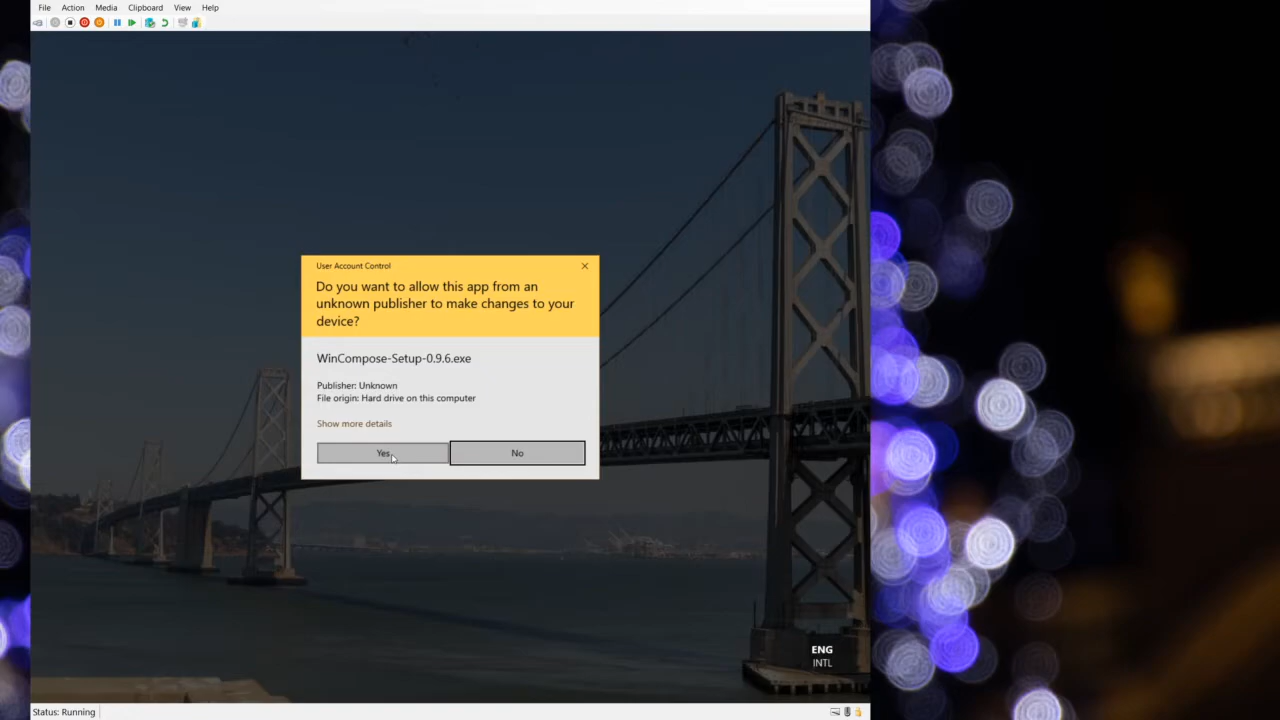 File Action Media Clipboard View Help
User Account Control
Do you want to allow this app from an
unknown publisher to make changes to your
device?
WinCompose-Setup-0.9.6.exe
Publisher: Unknown
File origin: Hard drive on this computer
Show more details
Yes No
ENG
INTL
Status: Running